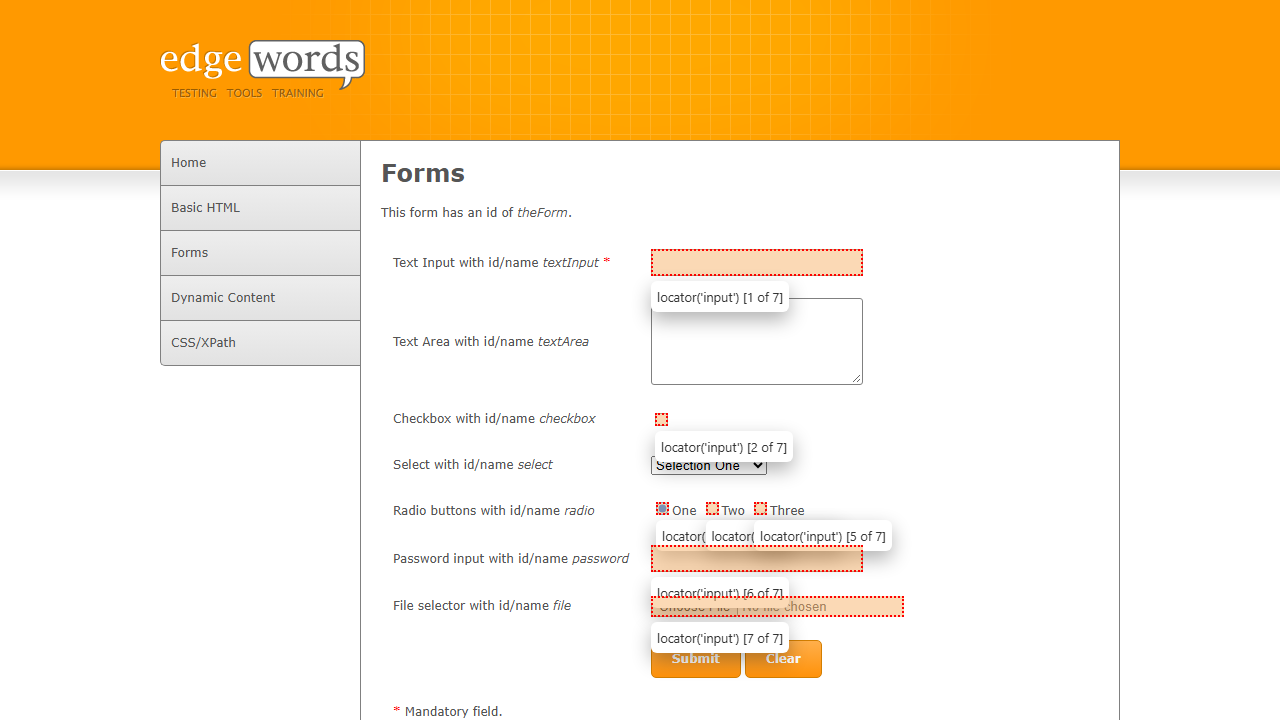 edge words
TESTING TOOLS TRAINING
Home
Basic HTML
Forms
Dynamic Content
CSS/XPath
Forms
This form has an id of theForm.
Text Input with id/name textInput *
locator('input') [1 of 7]
Text Area with id/name textArea
Checkbox with id/name checkbox
locator('input') [2 of 7]
Select with id/name select
Selection One
Radio buttons with id/name radio
One Two Three
locator( locator( locator('input') [5 of 7]
Password input with id/name password
locator('input') [6 of 7]
File selector with id/name file
Choose File No file chosen
locator('input') [7 of 7]
Submit Clear
* Mandatory field.